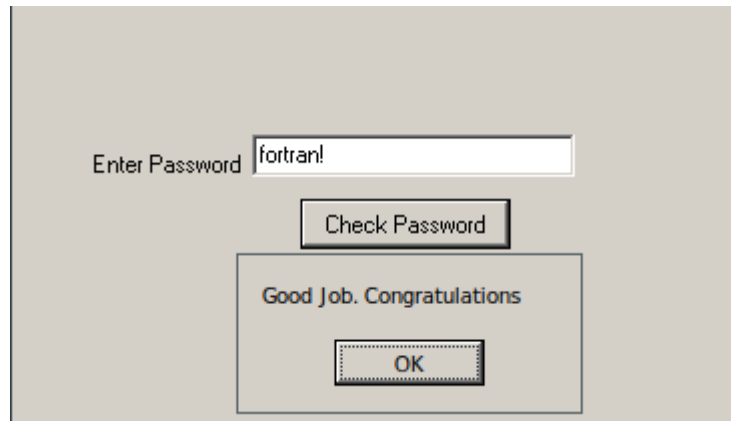 Enter Password fortran!
Check Password
Good Job. Congratulations
OK